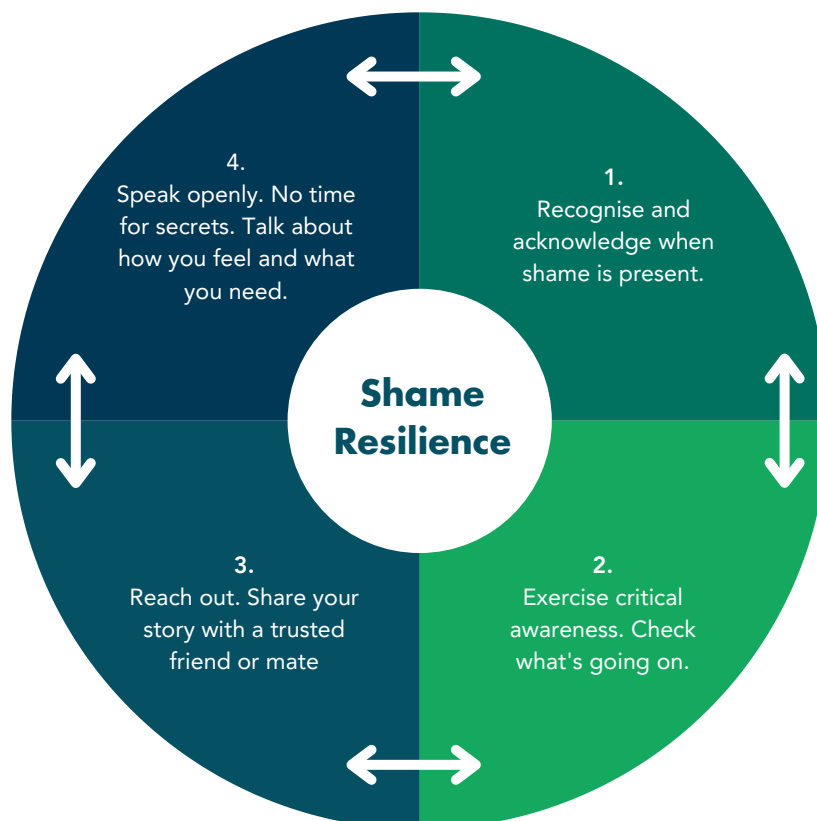 Shame
Resilience
1.
Recognise and
acknowledge when
shame is present.
2.
Exercise critical
awareness. Check
what's going on.
3.
Reach out. Share your
story with a trusted
friend or mate
4.
Speak openly. No time
for secrets. Talk about
how you feel and what
you need.